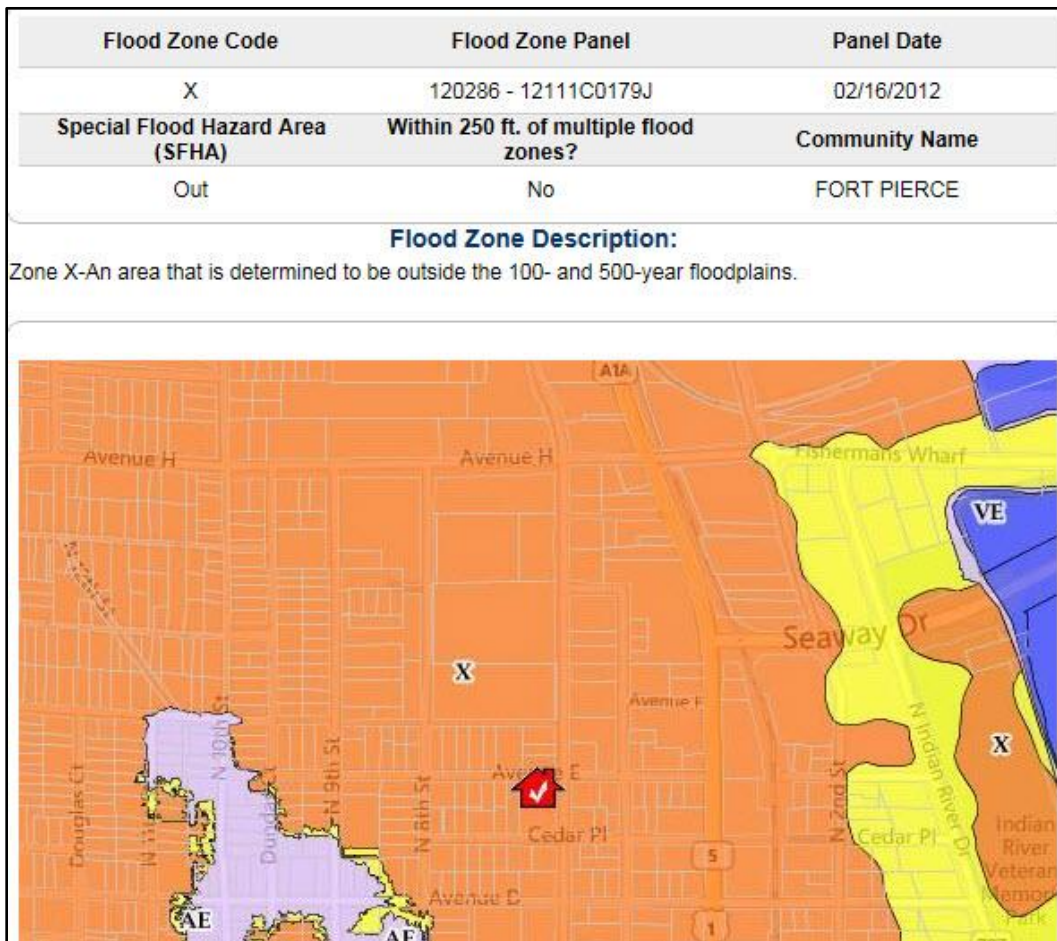 Flood Zone Code Flood Zone Panel Panel Date
X 120286 - 12111C0179J 02/16/2012
Special Flood Hazard Area Within 250 ft. of multiple flood Community Name
(SFHA) zones?
Out No FORT PIERCE
Flood Zone Description:
Zone X-An area that is determined to be outside the 100- and 500-year floodplains.
A1A
Avenue H Avenue H Fishermans Wharf
VE
Seaway Dr
X
N 10th St
Avenue F
N Indian River Dr
X
Douglas Ct
N 9th St
N 8th St
N 2nd St
Avenue E
Cedar Pl Cedar Pl
Indian
River
Veteran
Memor
Park
5
Avenue D
1
AE
AE